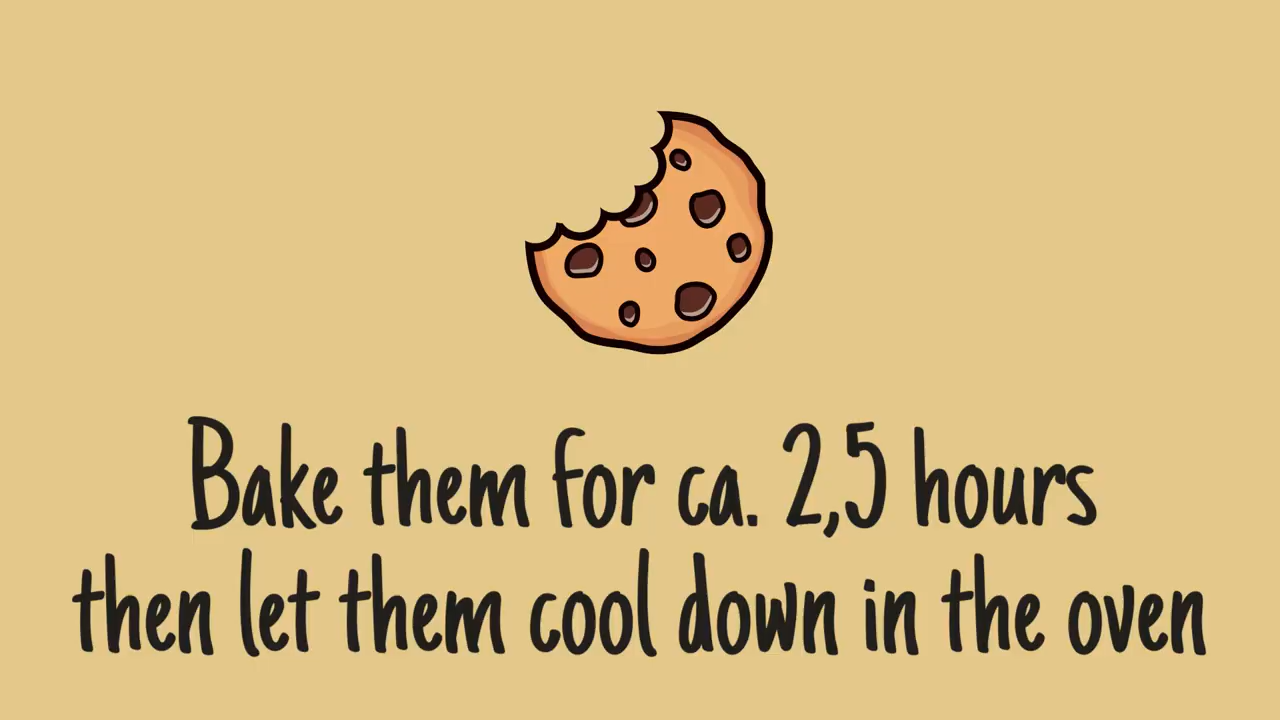 Bake them for ca. 2,5 hours
then let them cool down in the oven